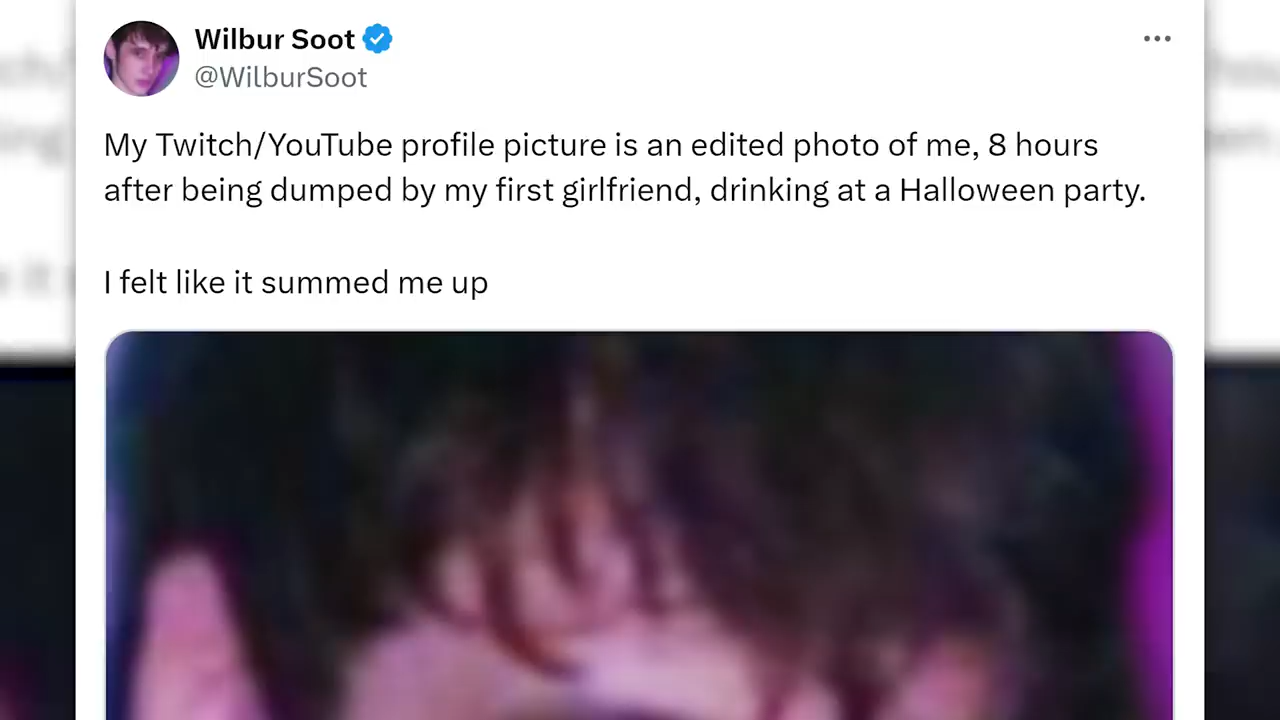 Wilbur Soot
@WilburSoot
My Twitch/YouTube profile picture is an edited photo of me, 8 hours
after being dumped by my first girlfriend, drinking at a Halloween party.
I felt like it summed me up